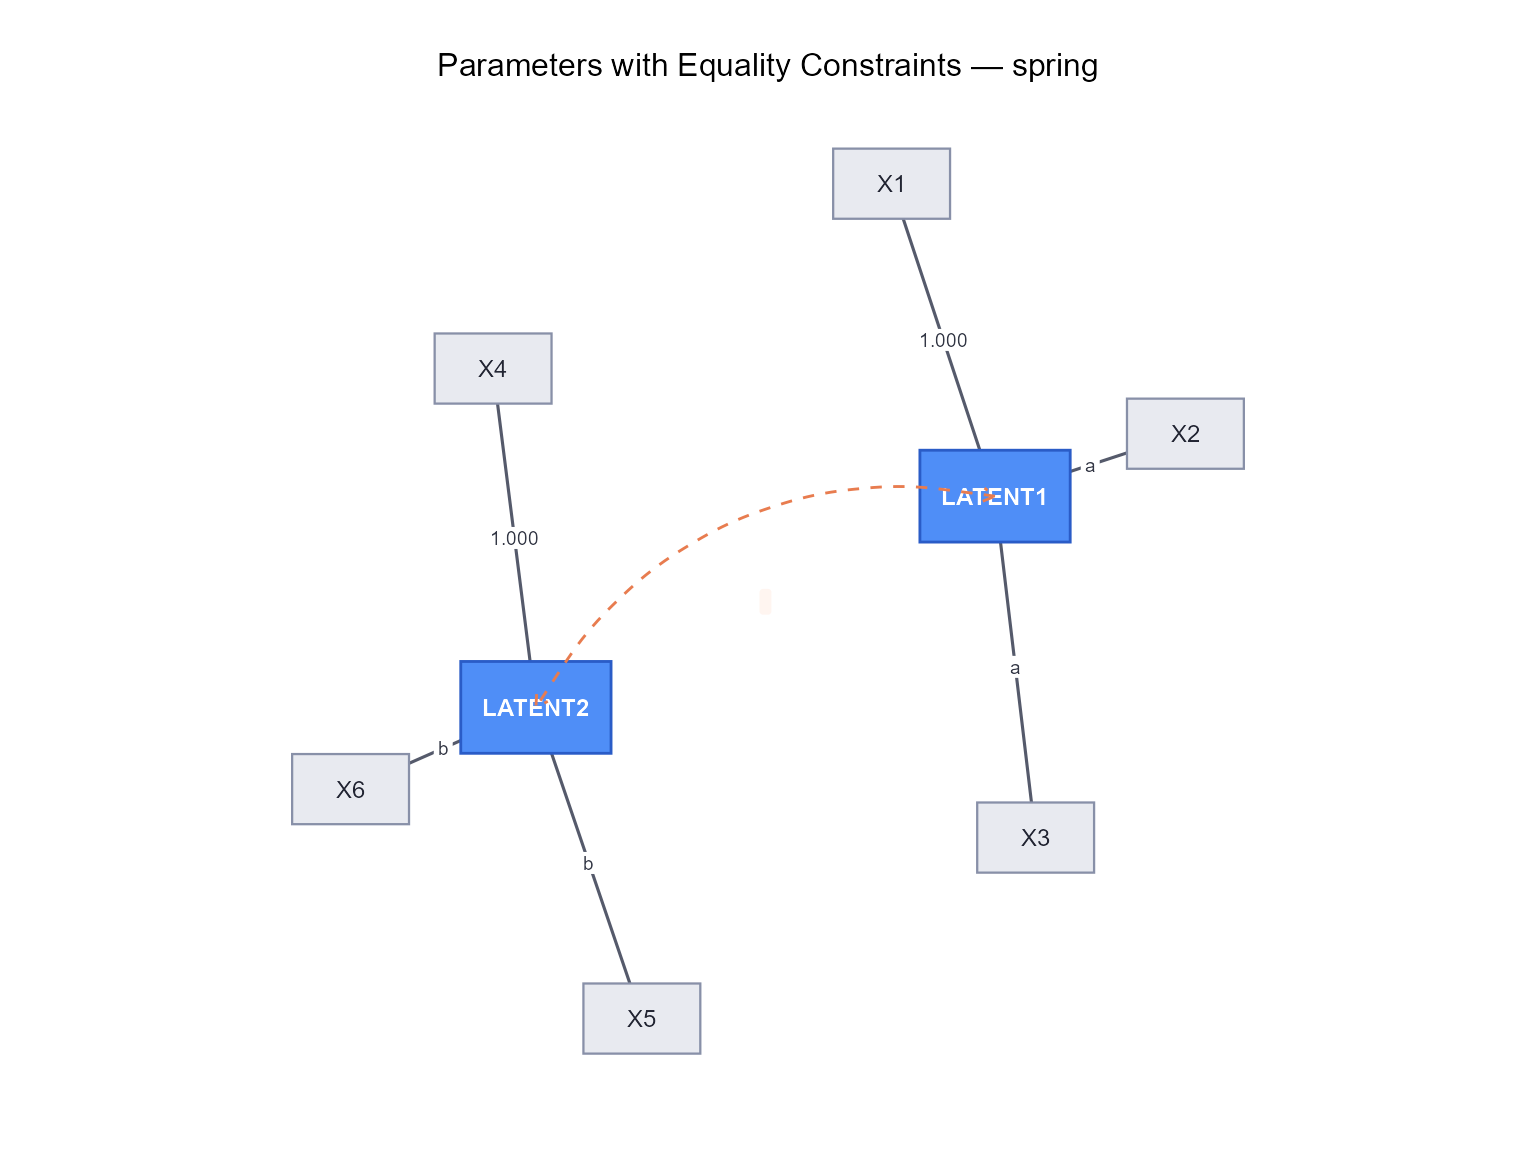 Parameters with Equality Constraints — spring
X1
1.000
X4
X2
a
LATENT1
1.000
a
LATENT2
b
X6
X3
b
X5